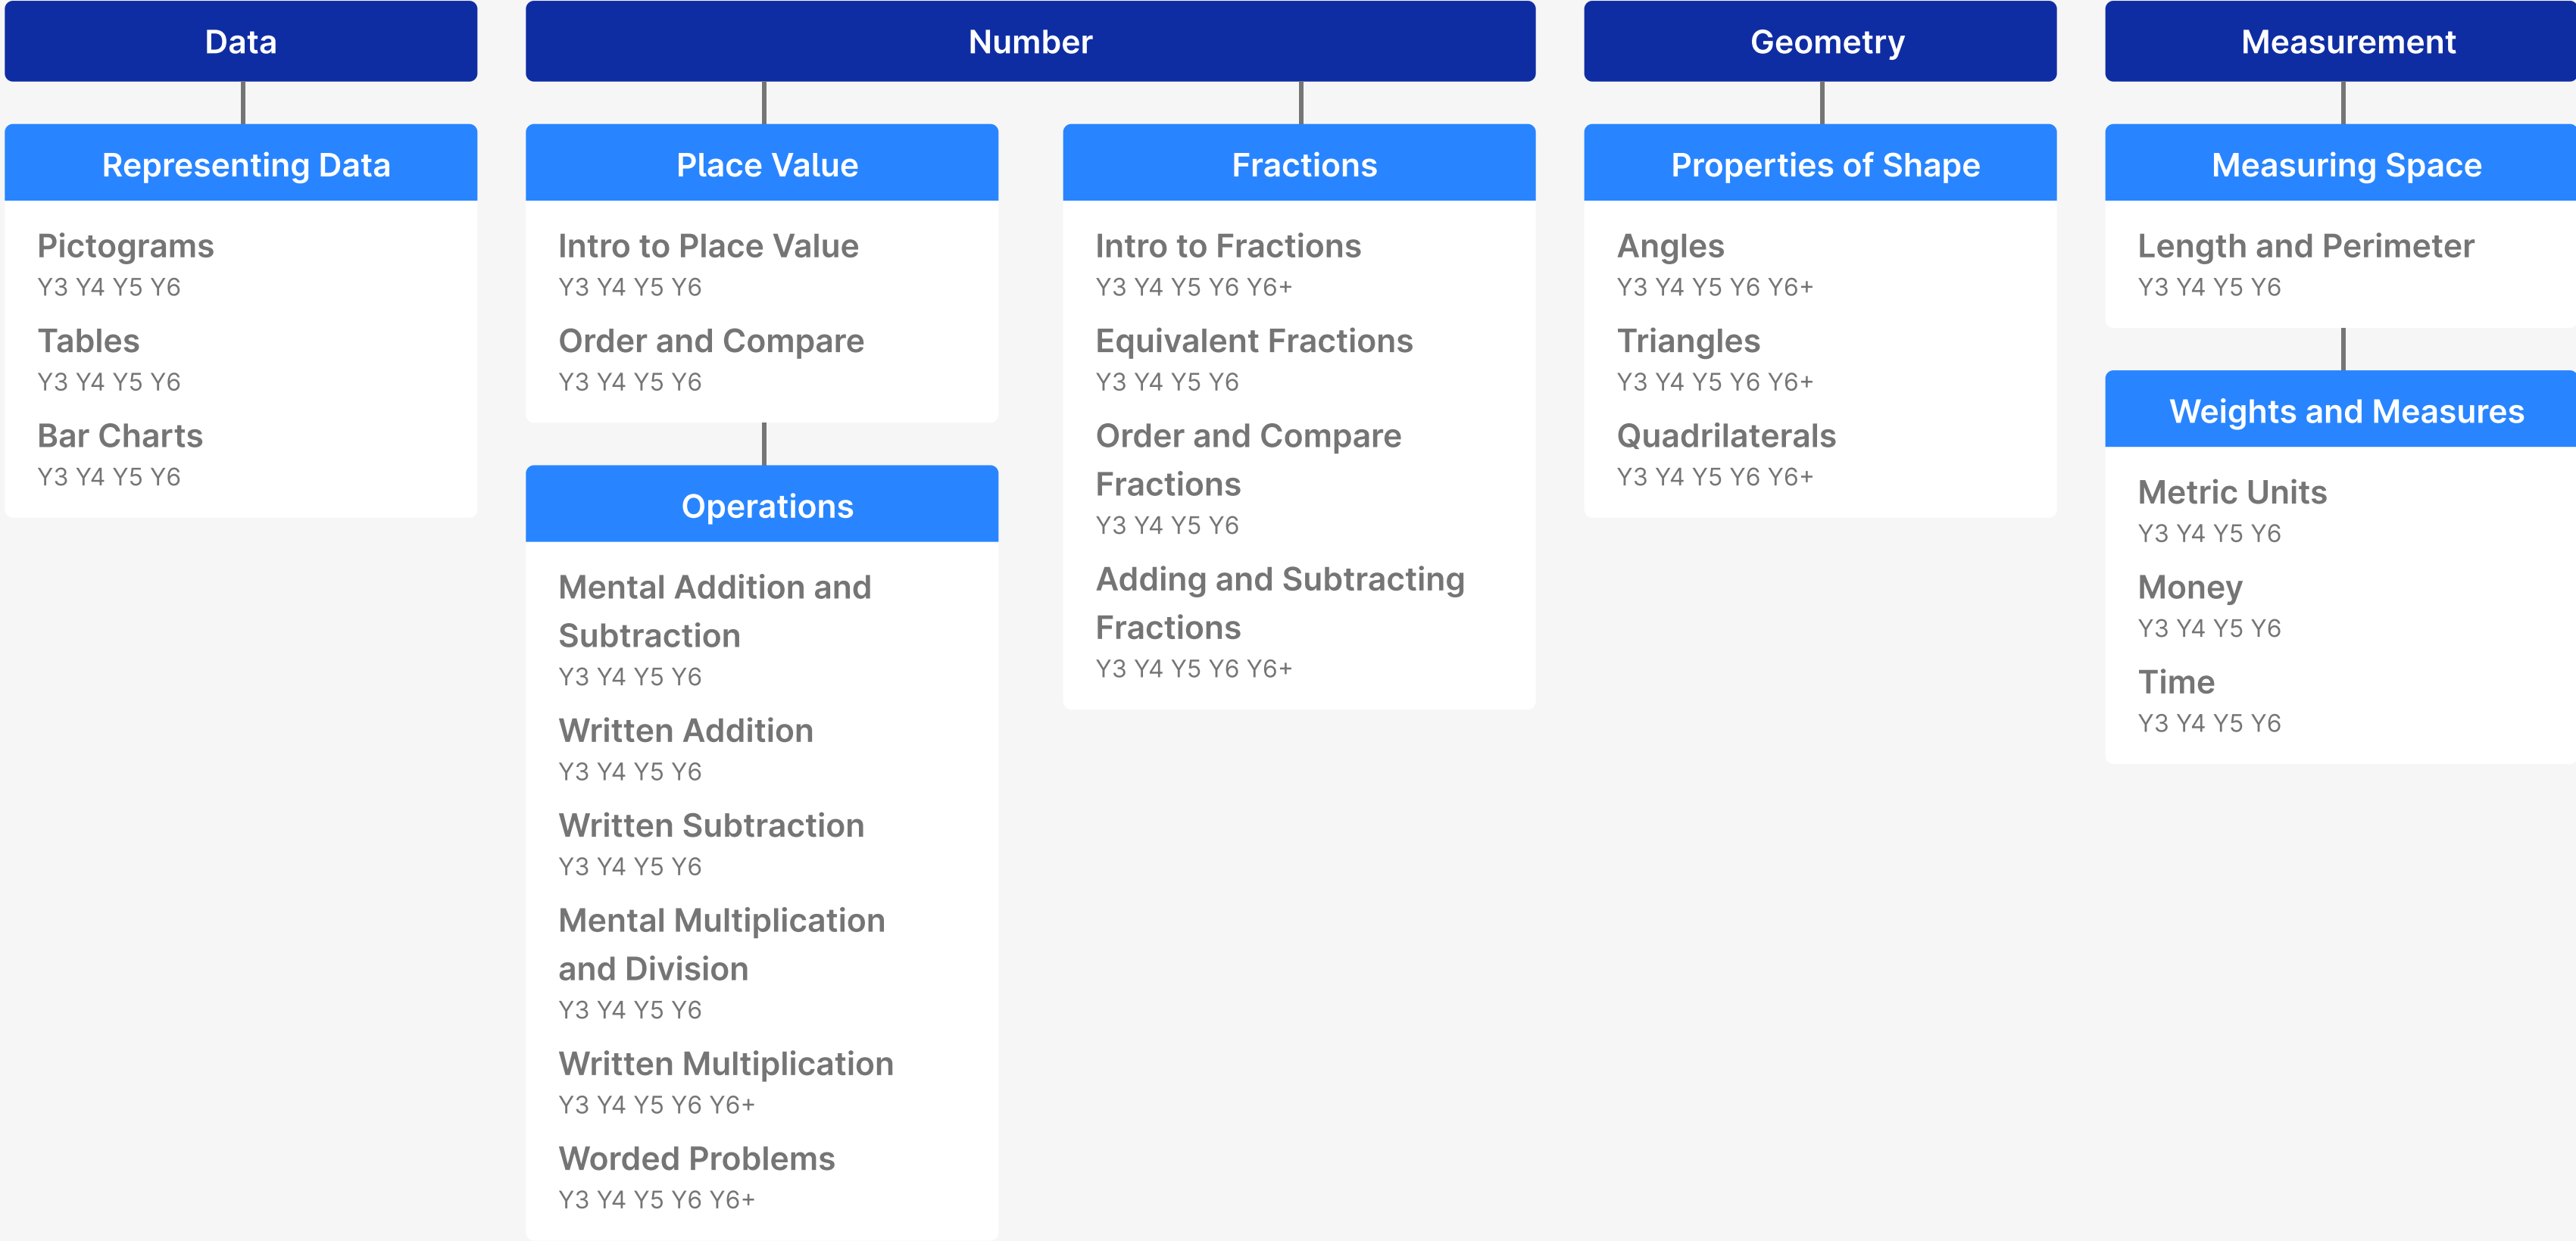 Data
Representing Data
Pictograms
Y3 Y4 Y5 Y6
Tables
Y3 Y4 Y5 Y6
Bar Charts
Y3 Y4 Y5 Y6
Number
Place Value
Intro to Place Value
Y3 Y4 Y5 Y6
Order and Compare
Y3 Y4 Y5 Y6
Operations
Mental Addition and
Subtraction
Y3 Y4 Y5 Y6
Written Addition
Y3 Y4 Y5 Y6
Written Subtraction
Y3 Y4 Y5 Y6
Mental Multiplication
and Division
Y3 Y4 Y5 Y6
Written Multiplication
Y3 Y4 Y5 Y6 Y6+
Worded Problems
Y3 Y4 Y5 Y6 Y6+
Fractions
Intro to Fractions
Y3 Y4 Y5 Y6 Y6+
Equivalent Fractions
Y3 Y4 Y5 Y6
Order and Compare
Fractions
Y3 Y4 Y5 Y6
Adding and Subtracting
Fractions
Y3 Y4 Y5 Y6 Y6+
Geometry
Properties of Shape
Angles
Y3 Y4 Y5 Y6 Y6+
Triangles
Y3 Y4 Y5 Y6 Y6+
Quadrilaterals
Y3 Y4 Y5 Y6 Y6+
Measurement
Measuring Space
Length and Perimeter
Y3 Y4 Y5 Y6
Weights and Measures
Metric Units
Y3 Y4 Y5 Y6
Money
Y3 Y4 Y5 Y6
Time
Y3 Y4 Y5 Y6